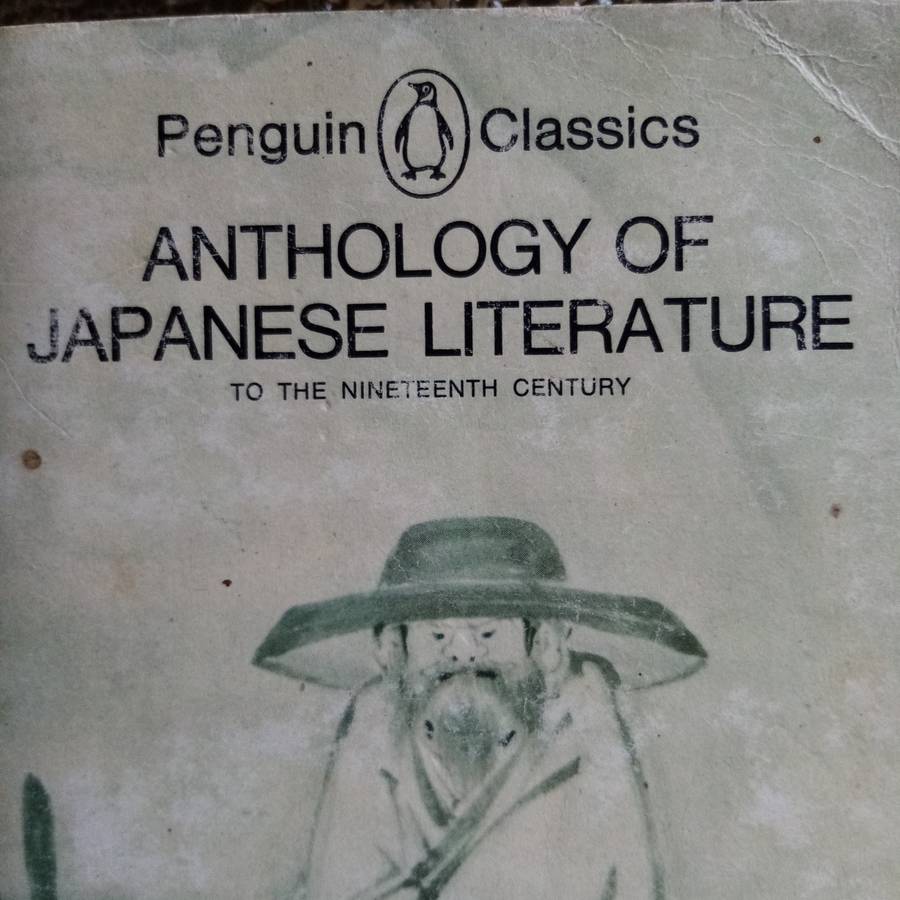 Penguin Classics
ANTHOLOGY OF
JAPANESE LITERATURE
TO THE NINETEENTH CENTURY